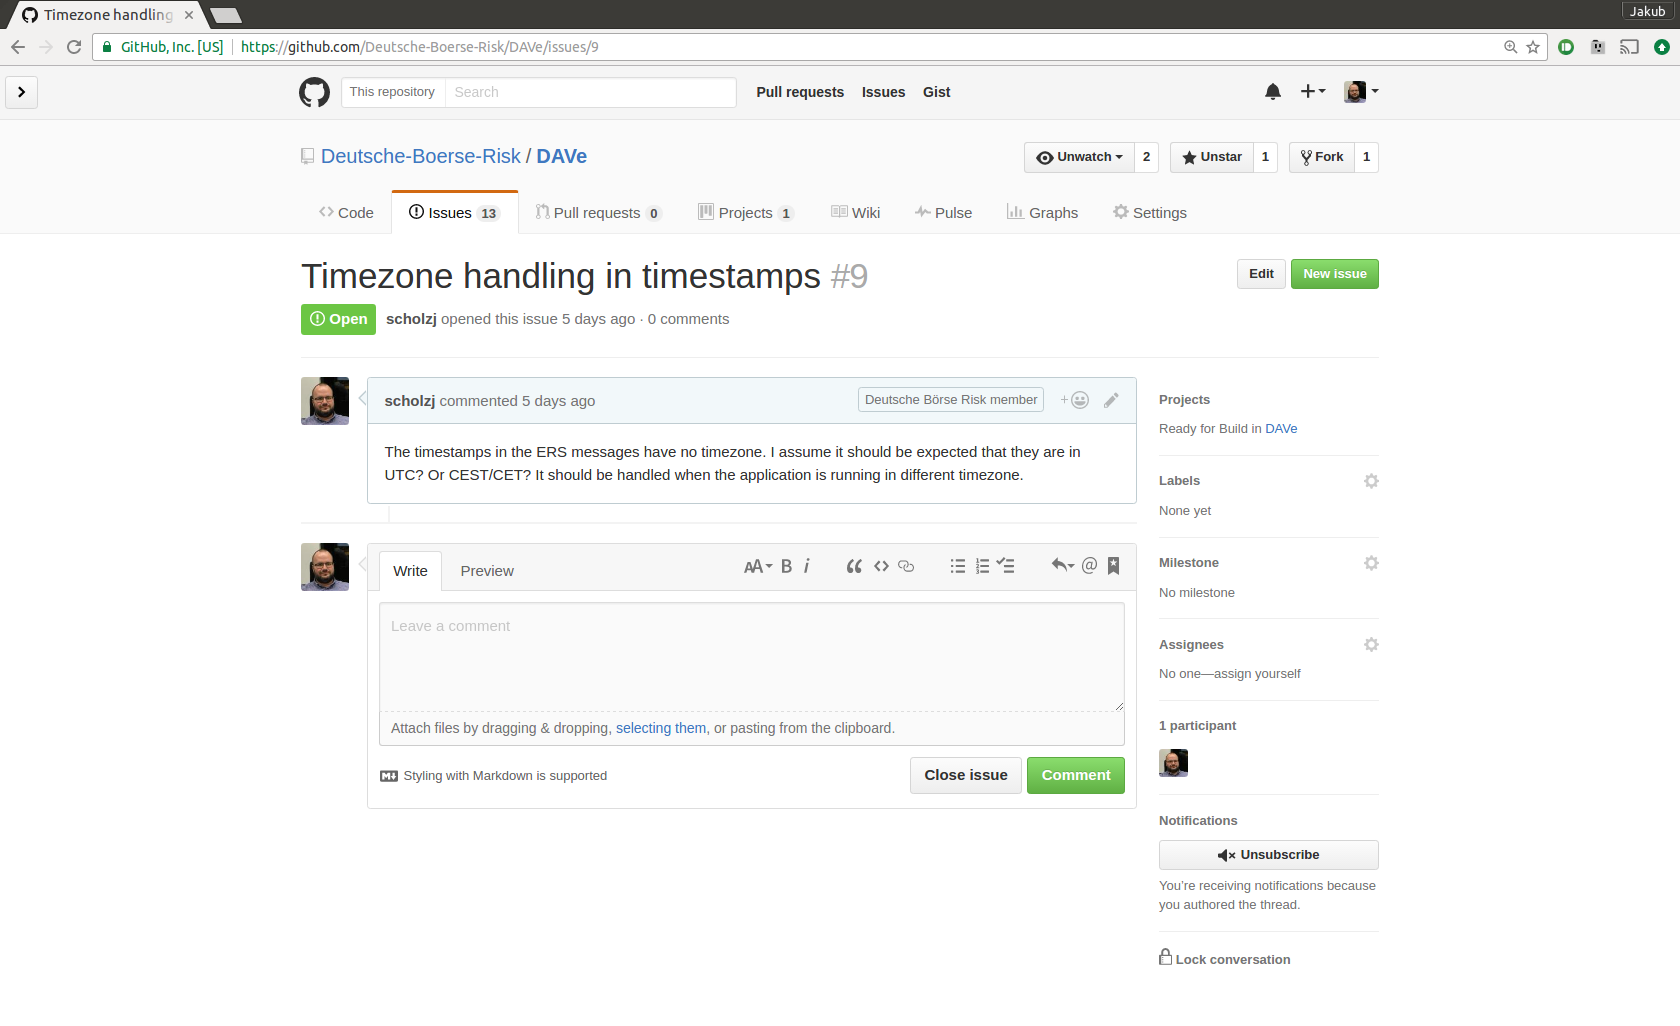 Timezone handling
Jakub
GitHub, Inc. [US] https://github.com/Deutsche-Boerse-Risk/DAVe/issues/9
This repository Search Pull requests Issues Gist
Deutsche-Boerse-Risk / DAVe
Unwatch 2 Unstar 1 Fork 1
Code Issues 13 Pull requests 0 Projects 1 Wiki Pulse Graphs Settings
Timezone handling in timestamps #9
Edit New issue
Open scholzj opened this issue 5 days ago · 0 comments
scholzj commented 5 days ago Deutsche Börse Risk member
The timestamps in the ERS messages have no timezone. I assume it should be expected that they are in
UTC? Or CEST/CET? It should be handled when the application is running in different timezone.
Write Preview
Leave a comment
Attach files by dragging & dropping, selecting them, or pasting from the clipboard.
Styling with Markdown is supported
Close issue Comment
Projects
Ready for Build in DAVe
Labels
None yet
Milestone
No milestone
Assignees
No one—assign yourself
1 participant
Notifications
Unsubscribe
You're receiving notifications because
you authored the thread.
Lock conversation